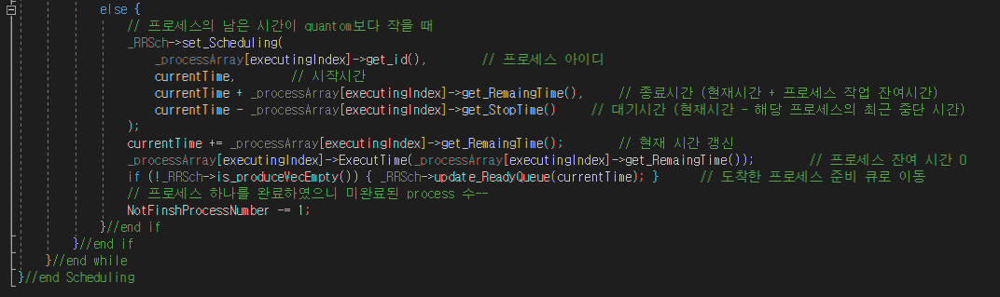 else {
// 프로세스의 남은 시간이 quantom보다 작을 때
_RRSch->set_Scheduling(
_processArray[executingIndex]->get_id(), // 프로세스 아이디
currentTime, // 시작시간
currentTime + _processArray[executingIndex]->get_RemaingTime(), // 종료시간 (현재시간 + 프로세스 작업 잔여시간)
currentTime - _processArray[executingIndex]->get_StopTime() // 대기시간 (현재시간 - 해당 프로세스의 최근 중단 시간)
);
currentTime += _processArray[executingIndex]->get_RemaingTime(); // 현재 시간 갱신
_processArray[executingIndex]->ExecutTime(_processArray[executingIndex]->get_RemaingTime()); // 프로세스 잔여 시간 0
if (!_RRSch->is_produceVecEmpty()) { _RRSch->update_ReadyQueue(currentTime); } // 도착한 프로세스 준비 큐로 이동
// 프로세스 하나를 완료하였으니 미완료된 process 수--
NotFinshProcessNumber -= 1;
}//end if
}//end if
}//end while
}//end Scheduling